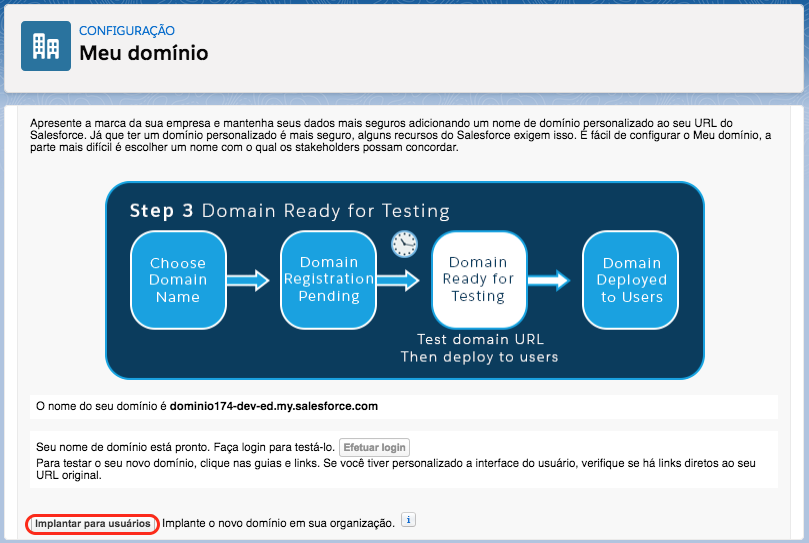 CONFIGURAÇÃO
Meu domínio
Apresente a marca da sua empresa e mantenha seus dados mais seguros adicionando um nome de domínio personalizado ao seu URL do
Salesforce. Já que ter um domínio personalizado é mais seguro, alguns recursos do Salesforce exigem isso. É fácil de configurar o Meu domínio, a
parte mais difícil é escolher um nome com o qual os stakeholders possam concordar.
Step 3 Domain Ready for Testing
Choose
Domain
Name
Domain
Registration
Pending
Domain
Ready for
Testing
Domain
Deployed
to Users
Test domain URL
Then deploy to users
O nome do seu domínio é dominio174-dev-ed.my.salesforce.com
Seu nome de domínio está pronto. Faça login para testá-lo. Efetuar login
Para testar o seu novo domínio, clique nas guias e links. Se você tiver personalizado a interface do usuário, verifique se há links diretos ao seu
URL original.
Implantar para usuários Implante o novo domínio em sua organização. i